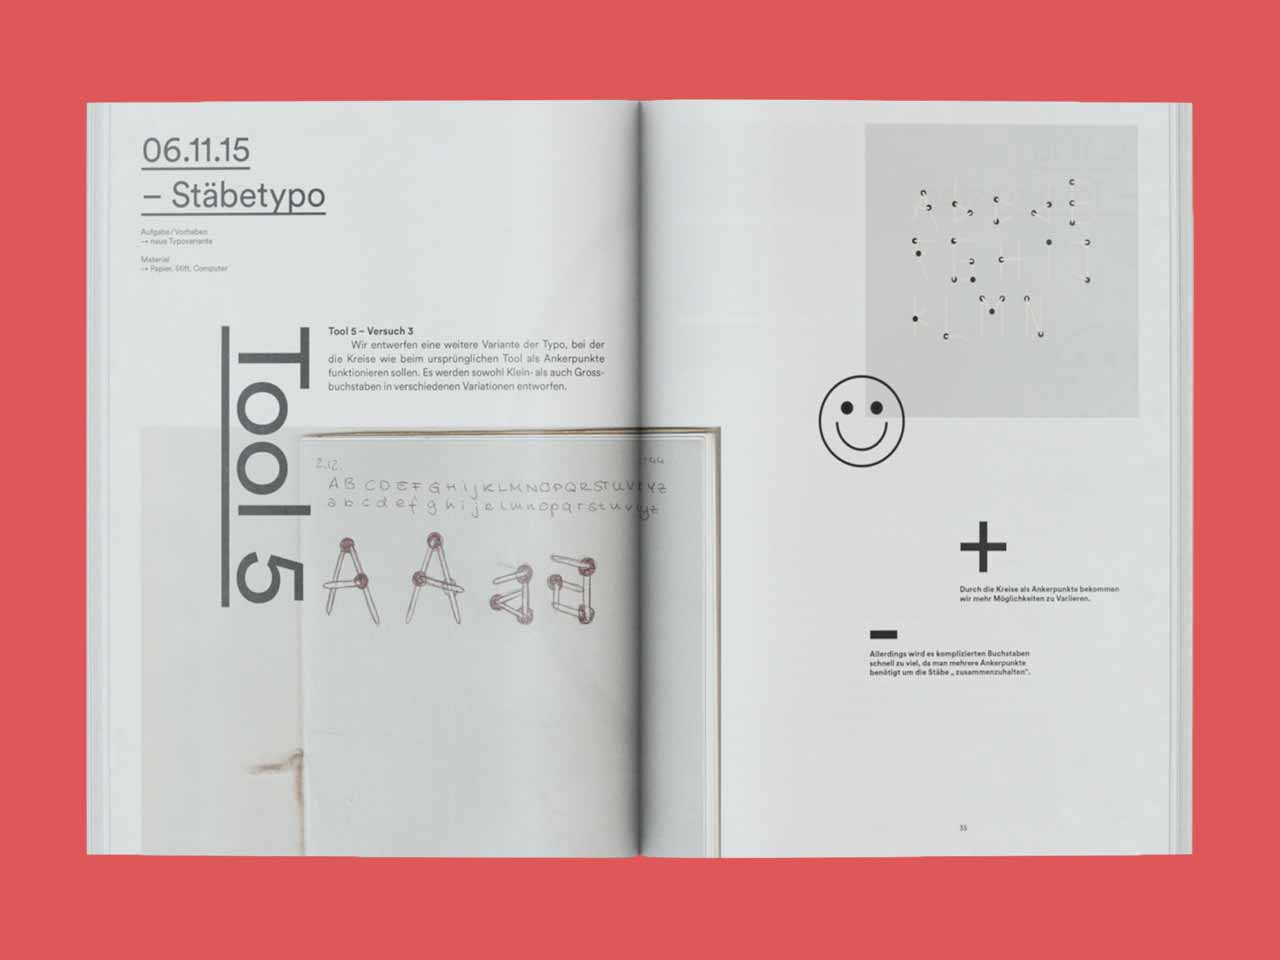 06.11.15
– Stäbetypo
Aufgabe/Vorhaben
→ neue Typovariante
Material
→ Papier, Stift, Computer
Tool 5
Tool 5 – Versuch 3
Wir entwerfen eine weitere Variante der Typo, bei der
die Kreise wie beim ursprünglichen Tool als Ankerpunkte
funktionieren sollen. Es werden sowohl Klein- als auch Gross-
buchstaben in verschiedenen Variationen entworfen.
2.12.
A B C D E F G H I J K L M N O P Q R S T U V X Y Z
a b c d e f g h i j e l m n o p q r s t u v x y z
A A a a
A b c d B
F G H I J
K L M N
+
Durch die Kreise als Ankerpunkte bekommen
wir mehr Möglichkeiten zu Variieren.
–
Allerdings wird es komplizierten Buchstaben
schnell zu viel, da man mehrere Ankerpunkte
benötigt um die Stäbe „zusammenzuhalten“.
35